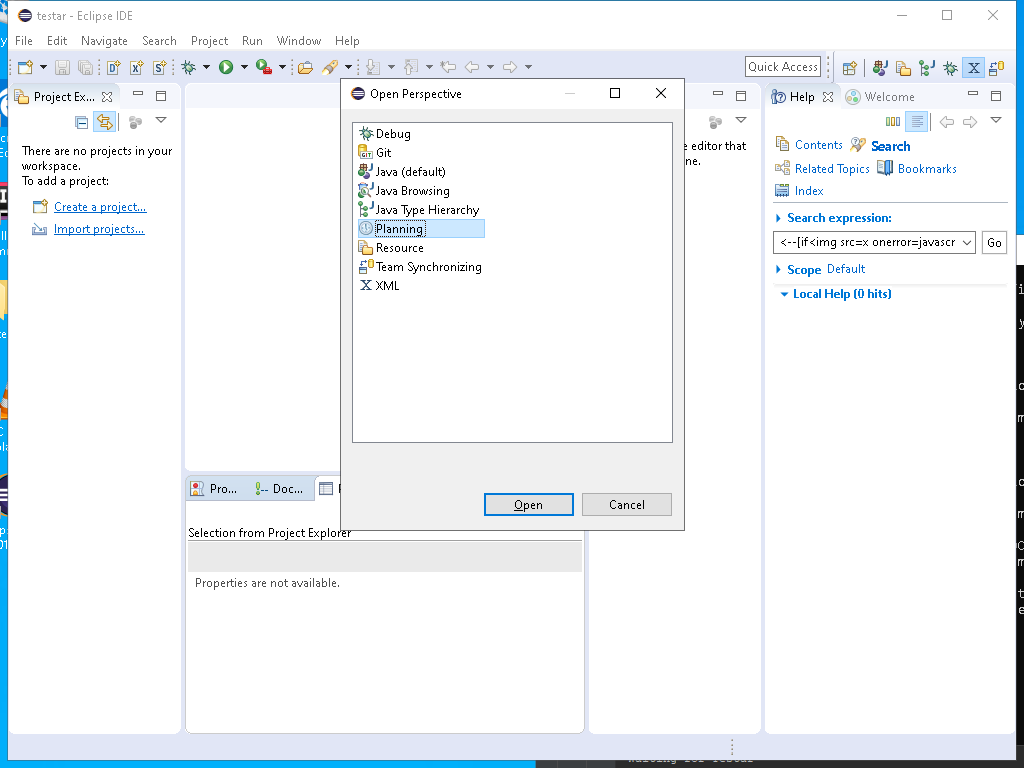 testar - Eclipse IDE
File Edit Navigate Search Project Run Window Help
Quick Access
Project Ex...
There are no projects in your
workspace.
To add a project:
Create a project...
Import projects...
Open Perspective
Debug
Git
Java (default)
Java Browsing
Java Type Hierarchy
Planning
Resource
Team Synchronizing
XML
Open Cancel
editor that
ne.
Pro... Doc...
Selection from Project Explorer
Properties are not available.
Help Welcome
Contents Search
Related Topics Bookmarks
Index
Search expression:
<--[if<img src=x onerror=javascr Go
Scope Default
Local Help (0 hits)